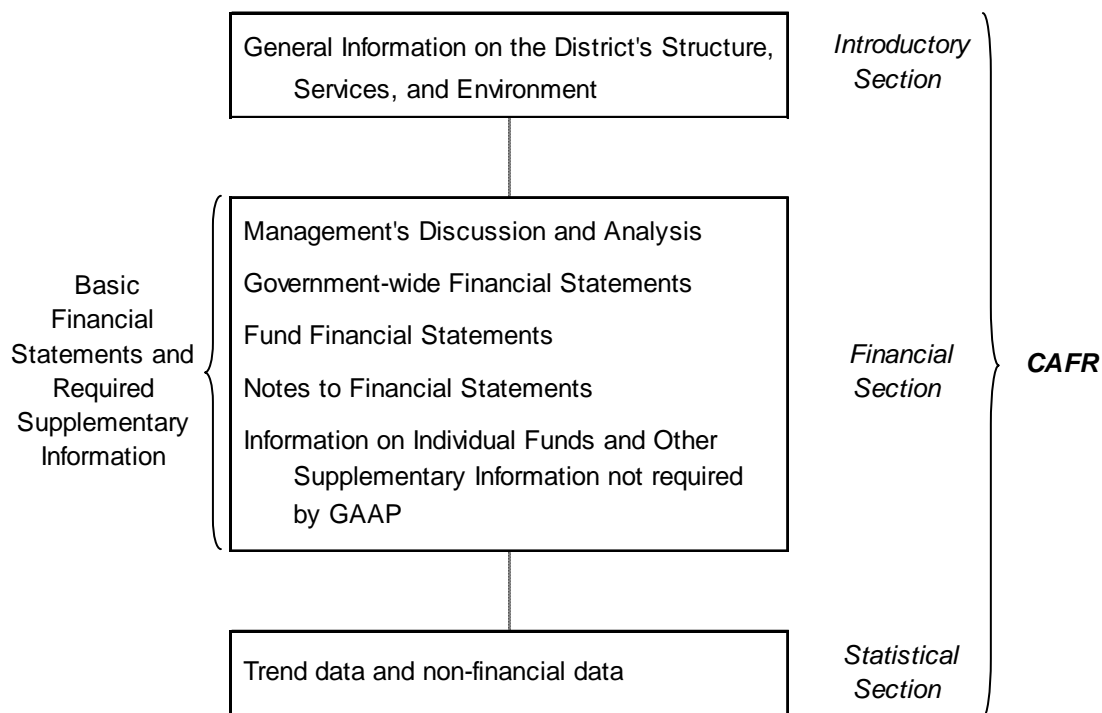 General Information on the District's Structure,
Services, and Environment
Introductory
Section
Basic
Financial
Statements and
Required
Supplementary
Information
Management's Discussion and Analysis
Government-wide Financial Statements
Fund Financial Statements
Notes to Financial Statements
Information on Individual Funds and Other
Supplementary Information not required
by GAAP
Financial
Section
CAFR
Trend data and non-financial data
Statistical
Section